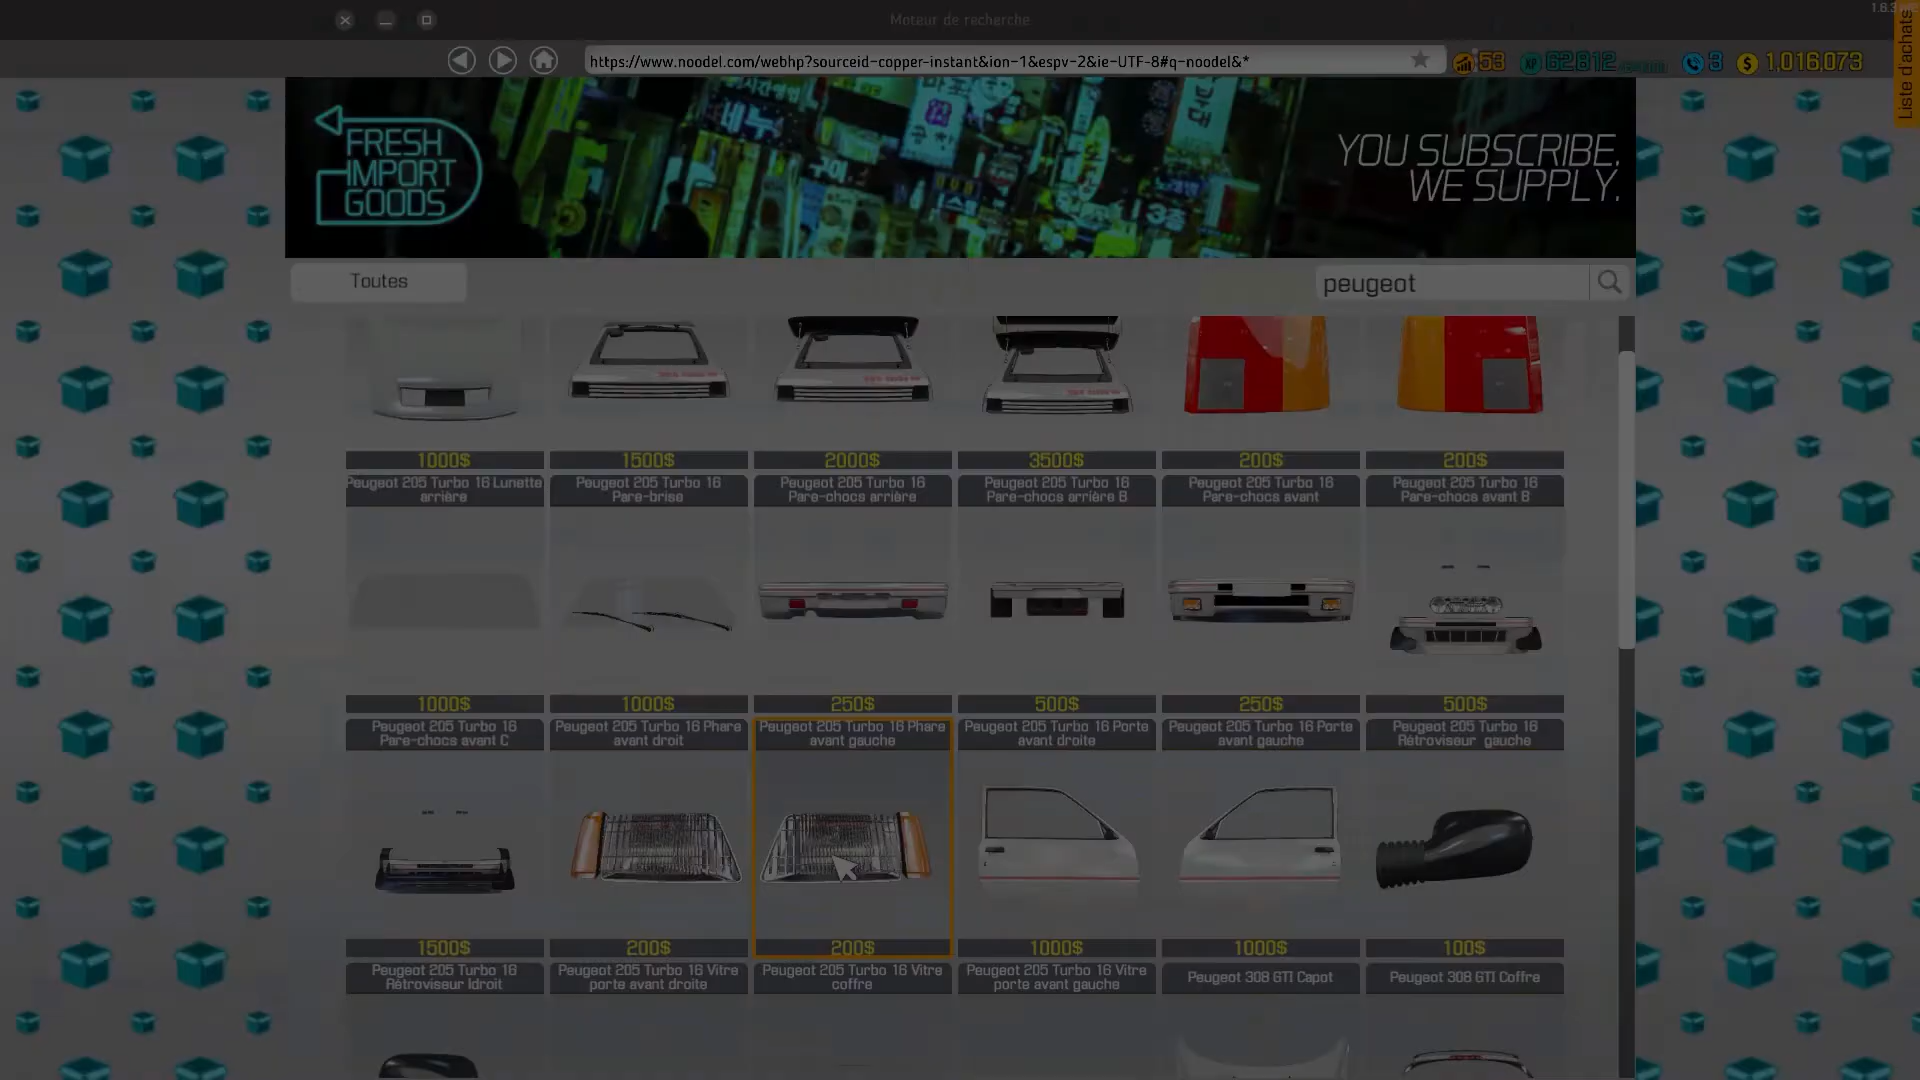 Moteur de recherche
https://www.noodel.com/webhp?sourceid-copper-instant&ion-1&espv-2&ie-UTF-8#q-noodel&*
53
62812
3
1,016,073
Liste d'achats
FRESH
IMPORT
GOODS
YOU SUBSCRIBE.
WE SUPPLY.
Toutes
peugeot
1000$ 1500$ 2000$ 3500$ 200$ 200$
Peugeot 205 Turbo 16 Lunette
arrière
Peugeot 205 Turbo 16
Pare-brise
Peugeot 205 Turbo 16
Pare-chocs arrière
Peugeot 205 Turbo 16
Pare-chocs arrière B
Peugeot 205 Turbo 16
Pare-chocs avant
Peugeot 205 Turbo 16
Pare-chocs avant B
1000$ 1000$ 250$ 500$ 250$ 500$
Peugeot 205 Turbo 16
Pare-chocs avant C
Peugeot 205 Turbo 16 Phare
avant droit
Peugeot 205 Turbo 16 Phare
avant gauche
Peugeot 205 Turbo 16 Porte
avant droite
Peugeot 205 Turbo 16 Porte
avant gauche
Peugeot 205 Turbo 16
Rétroviseur gauche
1500$ 200$ 200$ 1000$ 1000$ 100$
Peugeot 205 Turbo 16
Rétroviseur ldroit
Peugeot 205 Turbo 16 Vitre
porte avant droite
Peugeot 205 Turbo 16 Vitre
coffre
Peugeot 205 Turbo 16 Vitre
porte avant gauche
Peugeot 308 GTI Capot
Peugeot 308 GTI Coffre